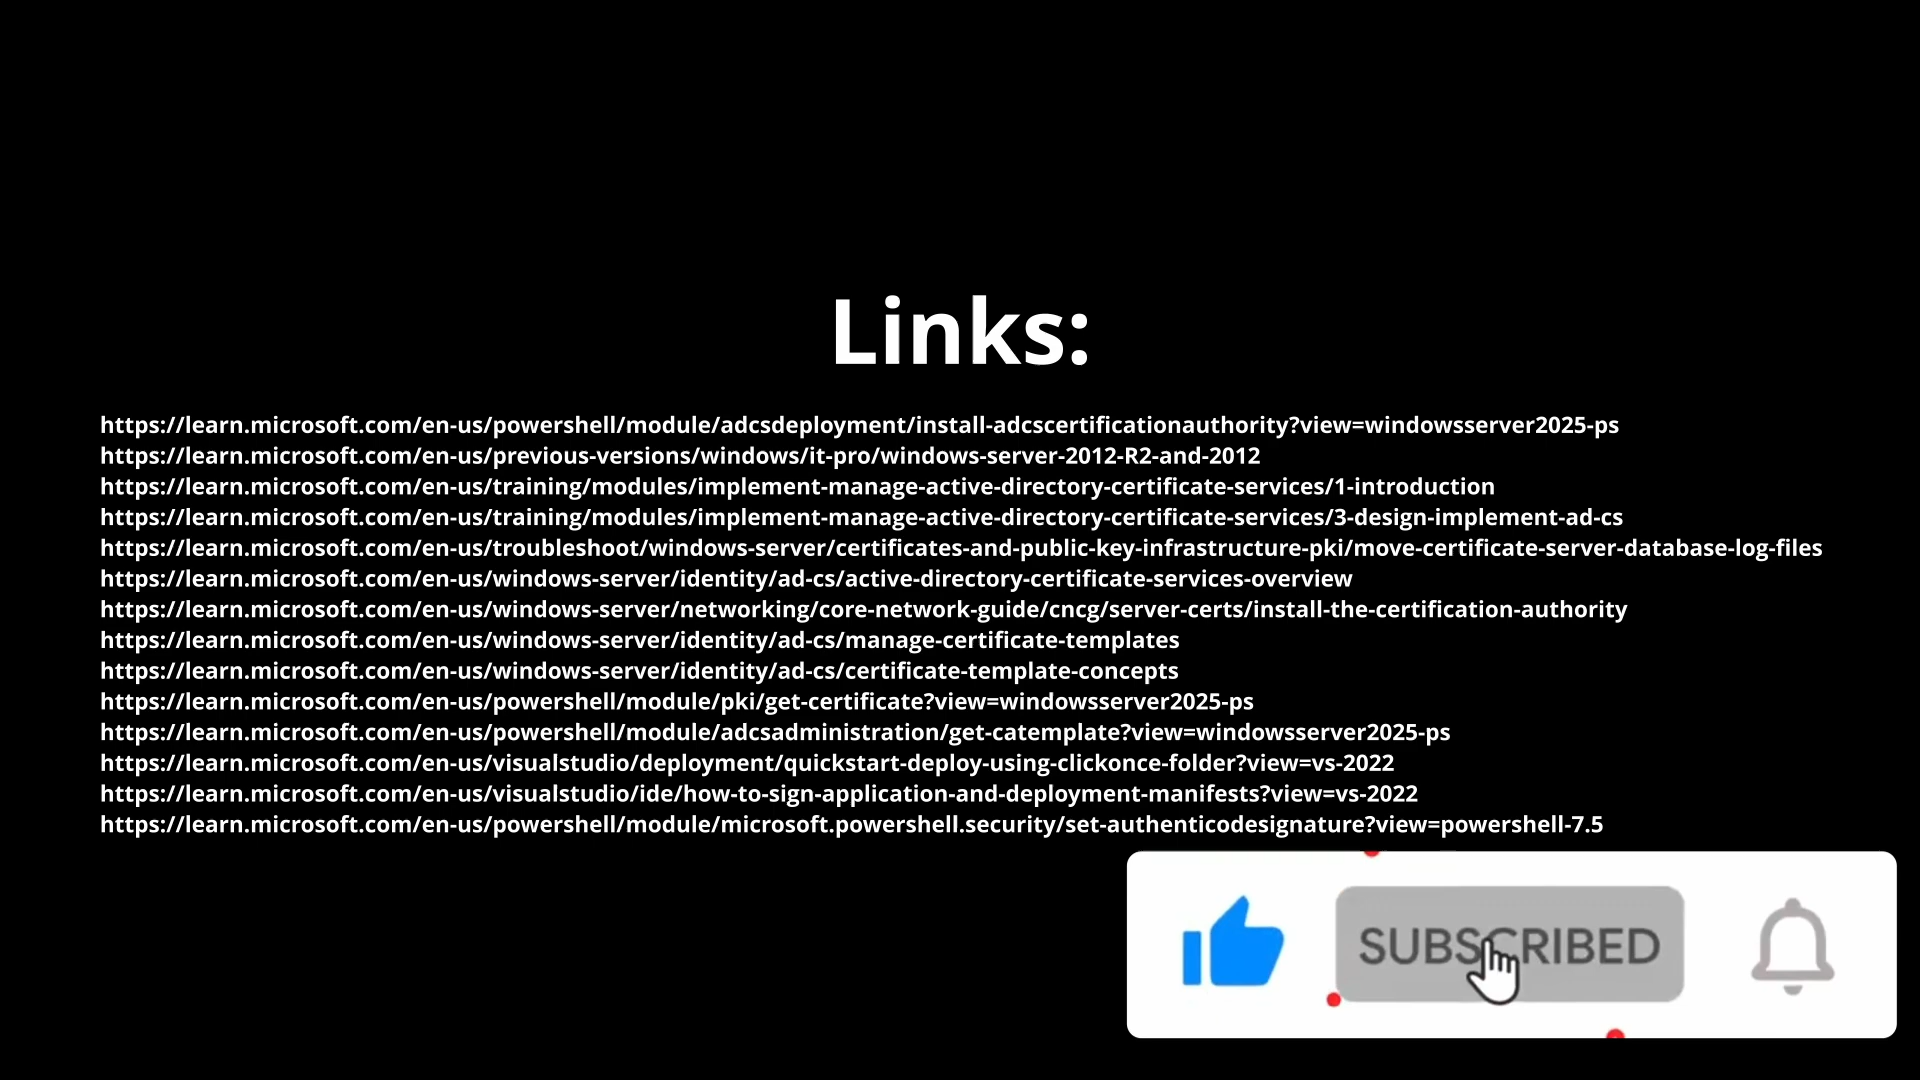 Links:
https://learn.microsoft.com/en-us/powershell/module/adcsdeployment/install-adcscertificationauthority?view=windowsserver2025-ps
https://learn.microsoft.com/en-us/previous-versions/windows/it-pro/windows-server-2012-R2-and-2012
https://learn.microsoft.com/en-us/training/modules/implement-manage-active-directory-certificate-services/1-introduction
https://learn.microsoft.com/en-us/training/modules/implement-manage-active-directory-certificate-services/3-design-implement-ad-cs
https://learn.microsoft.com/en-us/troubleshoot/windows-server/certificates-and-public-key-infrastructure-pki/move-certificate-server-database-log-files
https://learn.microsoft.com/en-us/windows-server/identity/ad-cs/active-directory-certificate-services-overview
https://learn.microsoft.com/en-us/windows-server/networking/core-network-guide/cncg/server-certs/install-the-certification-authority
https://learn.microsoft.com/en-us/windows-server/identity/ad-cs/manage-certificate-templates
https://learn.microsoft.com/en-us/windows-server/identity/ad-cs/certificate-template-concepts
https://learn.microsoft.com/en-us/powershell/module/pki/get-certificate?view=windowsserver2025-ps
https://learn.microsoft.com/en-us/powershell/module/adcsadministration/get-catemplate?view=windowsserver2025-ps
https://learn.microsoft.com/en-us/visualstudio/deployment/quickstart-deploy-using-clickonce-folder?view=vs-2022
https://learn.microsoft.com/en-us/visualstudio/ide/how-to-sign-application-and-deployment-manifests?view=vs-2022
https://learn.microsoft.com/en-us/powershell/module/microsoft.powershell.security/set-authenticodesignature?view=powershell-7.5
SUBSCRIBED